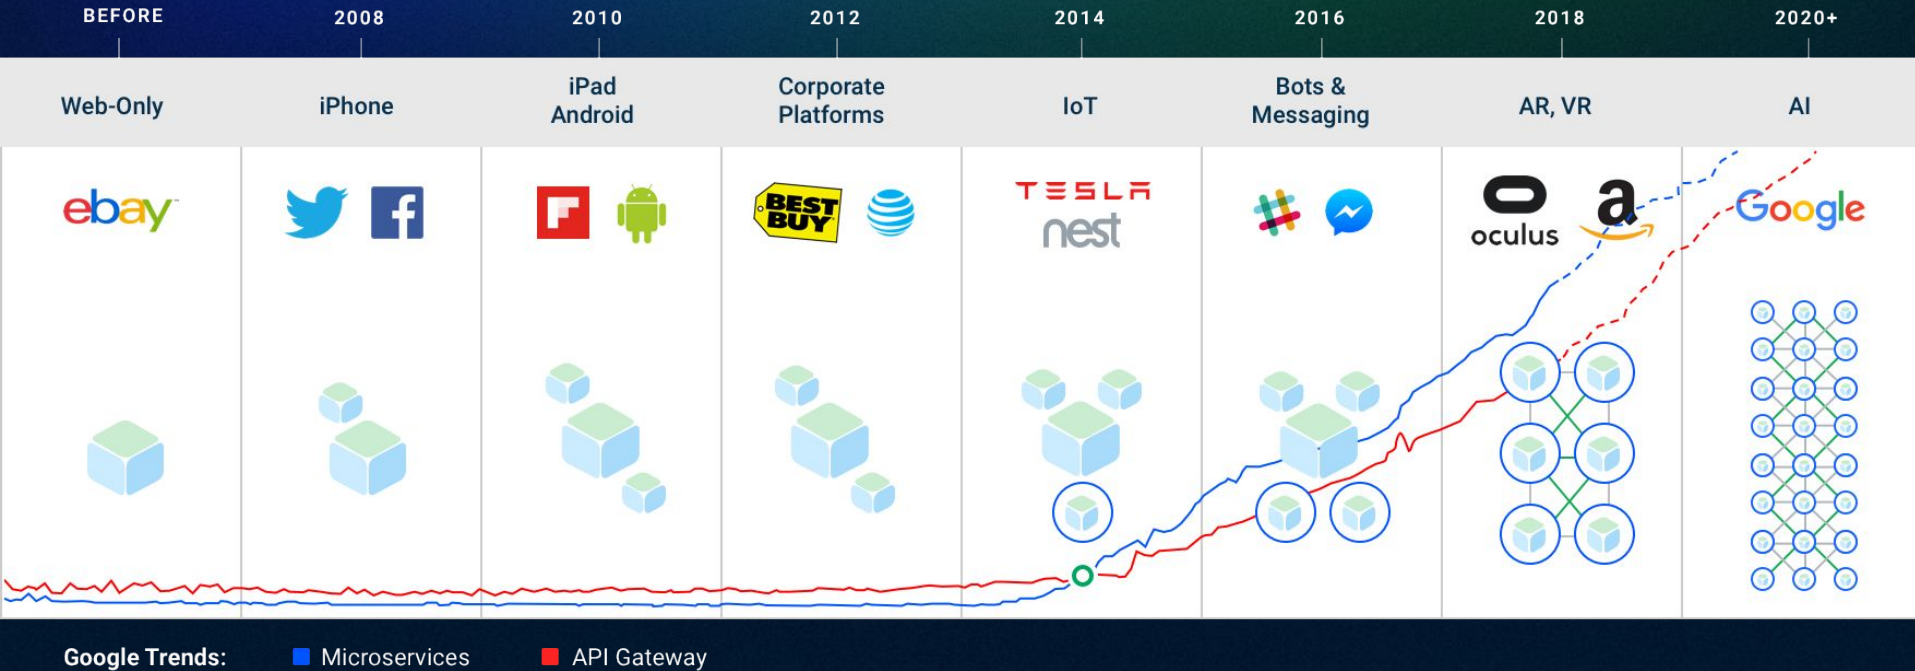 BEFORE
2008
2010
2012
2014
2016
2018
2020+
Web-Only
iPhone
iPad
Android
Corporate
Platforms
IoT
Bots &
Messaging
AR, VR
AI
ebay™
BEST
BUY
TESLA
nest
oculus
a
Google
Google Trends:
Microservices
API Gateway